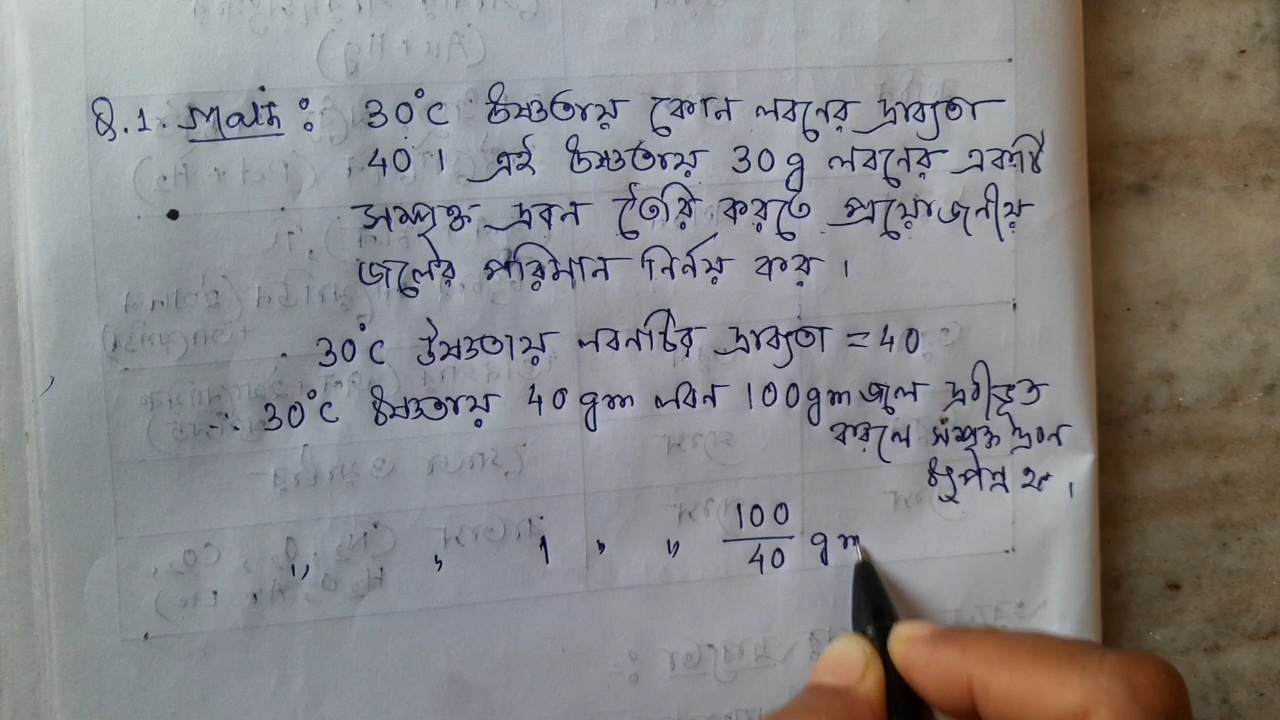 Q.1. Math : 30°C উষ্ণতায় কোন লবনের দ্রাব্যতা
40। এই উষ্ণতায় 30g লবনের একটি
সম্পৃক্ত দ্রবন তৈরি করতে প্রয়োজনীয়
জলের পরিমান নির্নয় কর।
30°C উষ্ণতায় লবনটির দ্রাব্যতা = 40
∴ 30°C উষ্ণতায় 40 gm লবন 100gm জলে দ্রবীভূত
করলে সংপৃক্ত দ্রবন
উৎপন্ন হয়।
" " 1 " " 100/40 gm